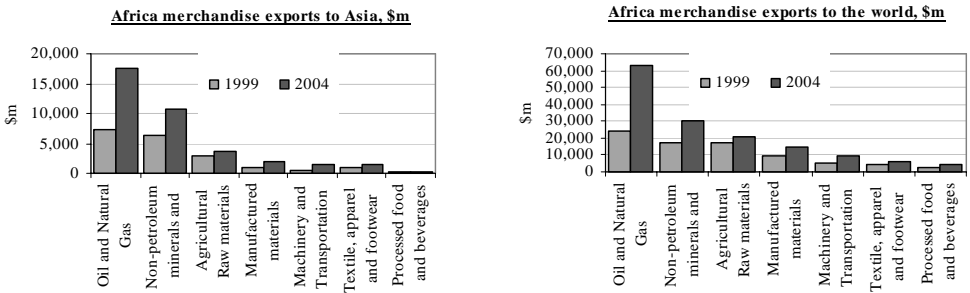 Africa merchandise exports to Asia, $m
20,000
15,000
10,000
5,000
0
$m
1999
2004
Oil and Natural
Gas
Non-petroleum
minerals and
Agricultural
Raw materials
Manufactured
materials
Machinery and
Transportation
Textile, apparel
and footwear
Processed food
and beverages
Africa merchandise exports to the world, $m
70,000
60,000
50,000
40,000
30,000
20,000
10,000
0
$m
1999
2004
Oil and Natural
Gas
Non-petroleum
minerals and
Agricultural
Raw materials
Manufactured
materials
Machinery and
Transportation
Textile, apparel
and footwear
Processed food
and beverages